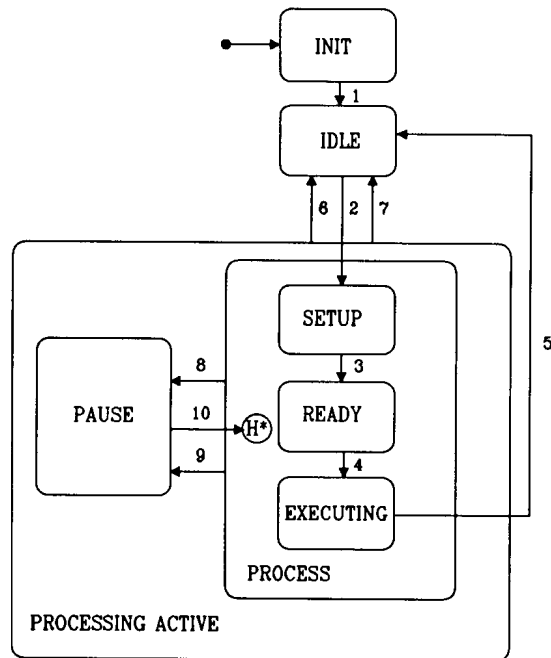 INIT
1
IDLE
6 2 7
SETUP
5
3
8
PAUSE
10
H*
READY
9
4
EXECUTING
PROCESS
PROCESSING ACTIVE